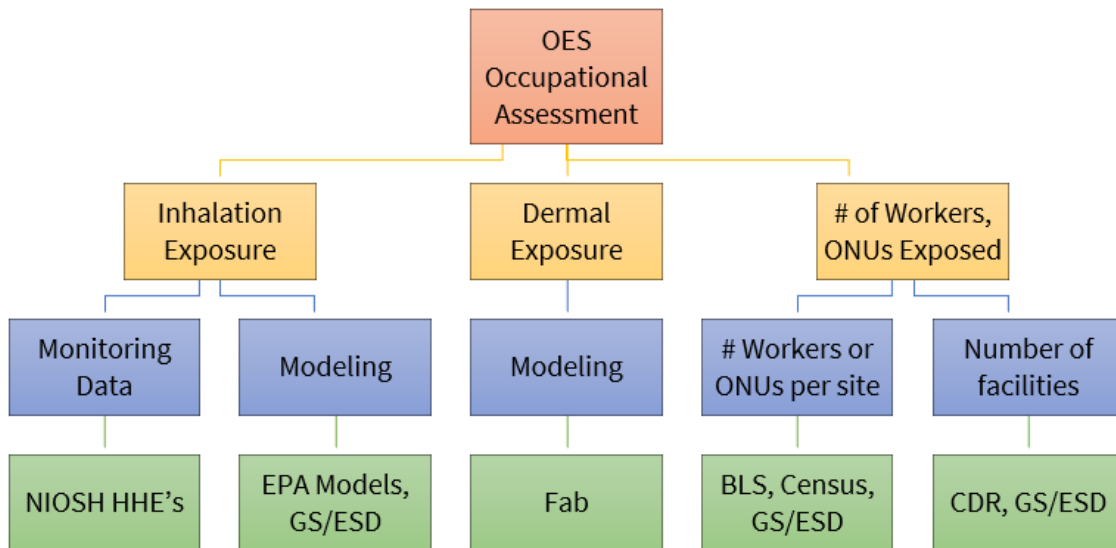 OES
Occupational
Assessment
Inhalation
Exposure
Dermal
Exposure
# of Workers,
ONUs Exposed
Monitoring
Data
Modeling
Modeling
# Workers or
ONUs per site
Number of
facilities
NIOSH HHE's
EPA Models,
GS/ESD
Fab
BLS, Census,
GS/ESD
CDR, GS/ESD